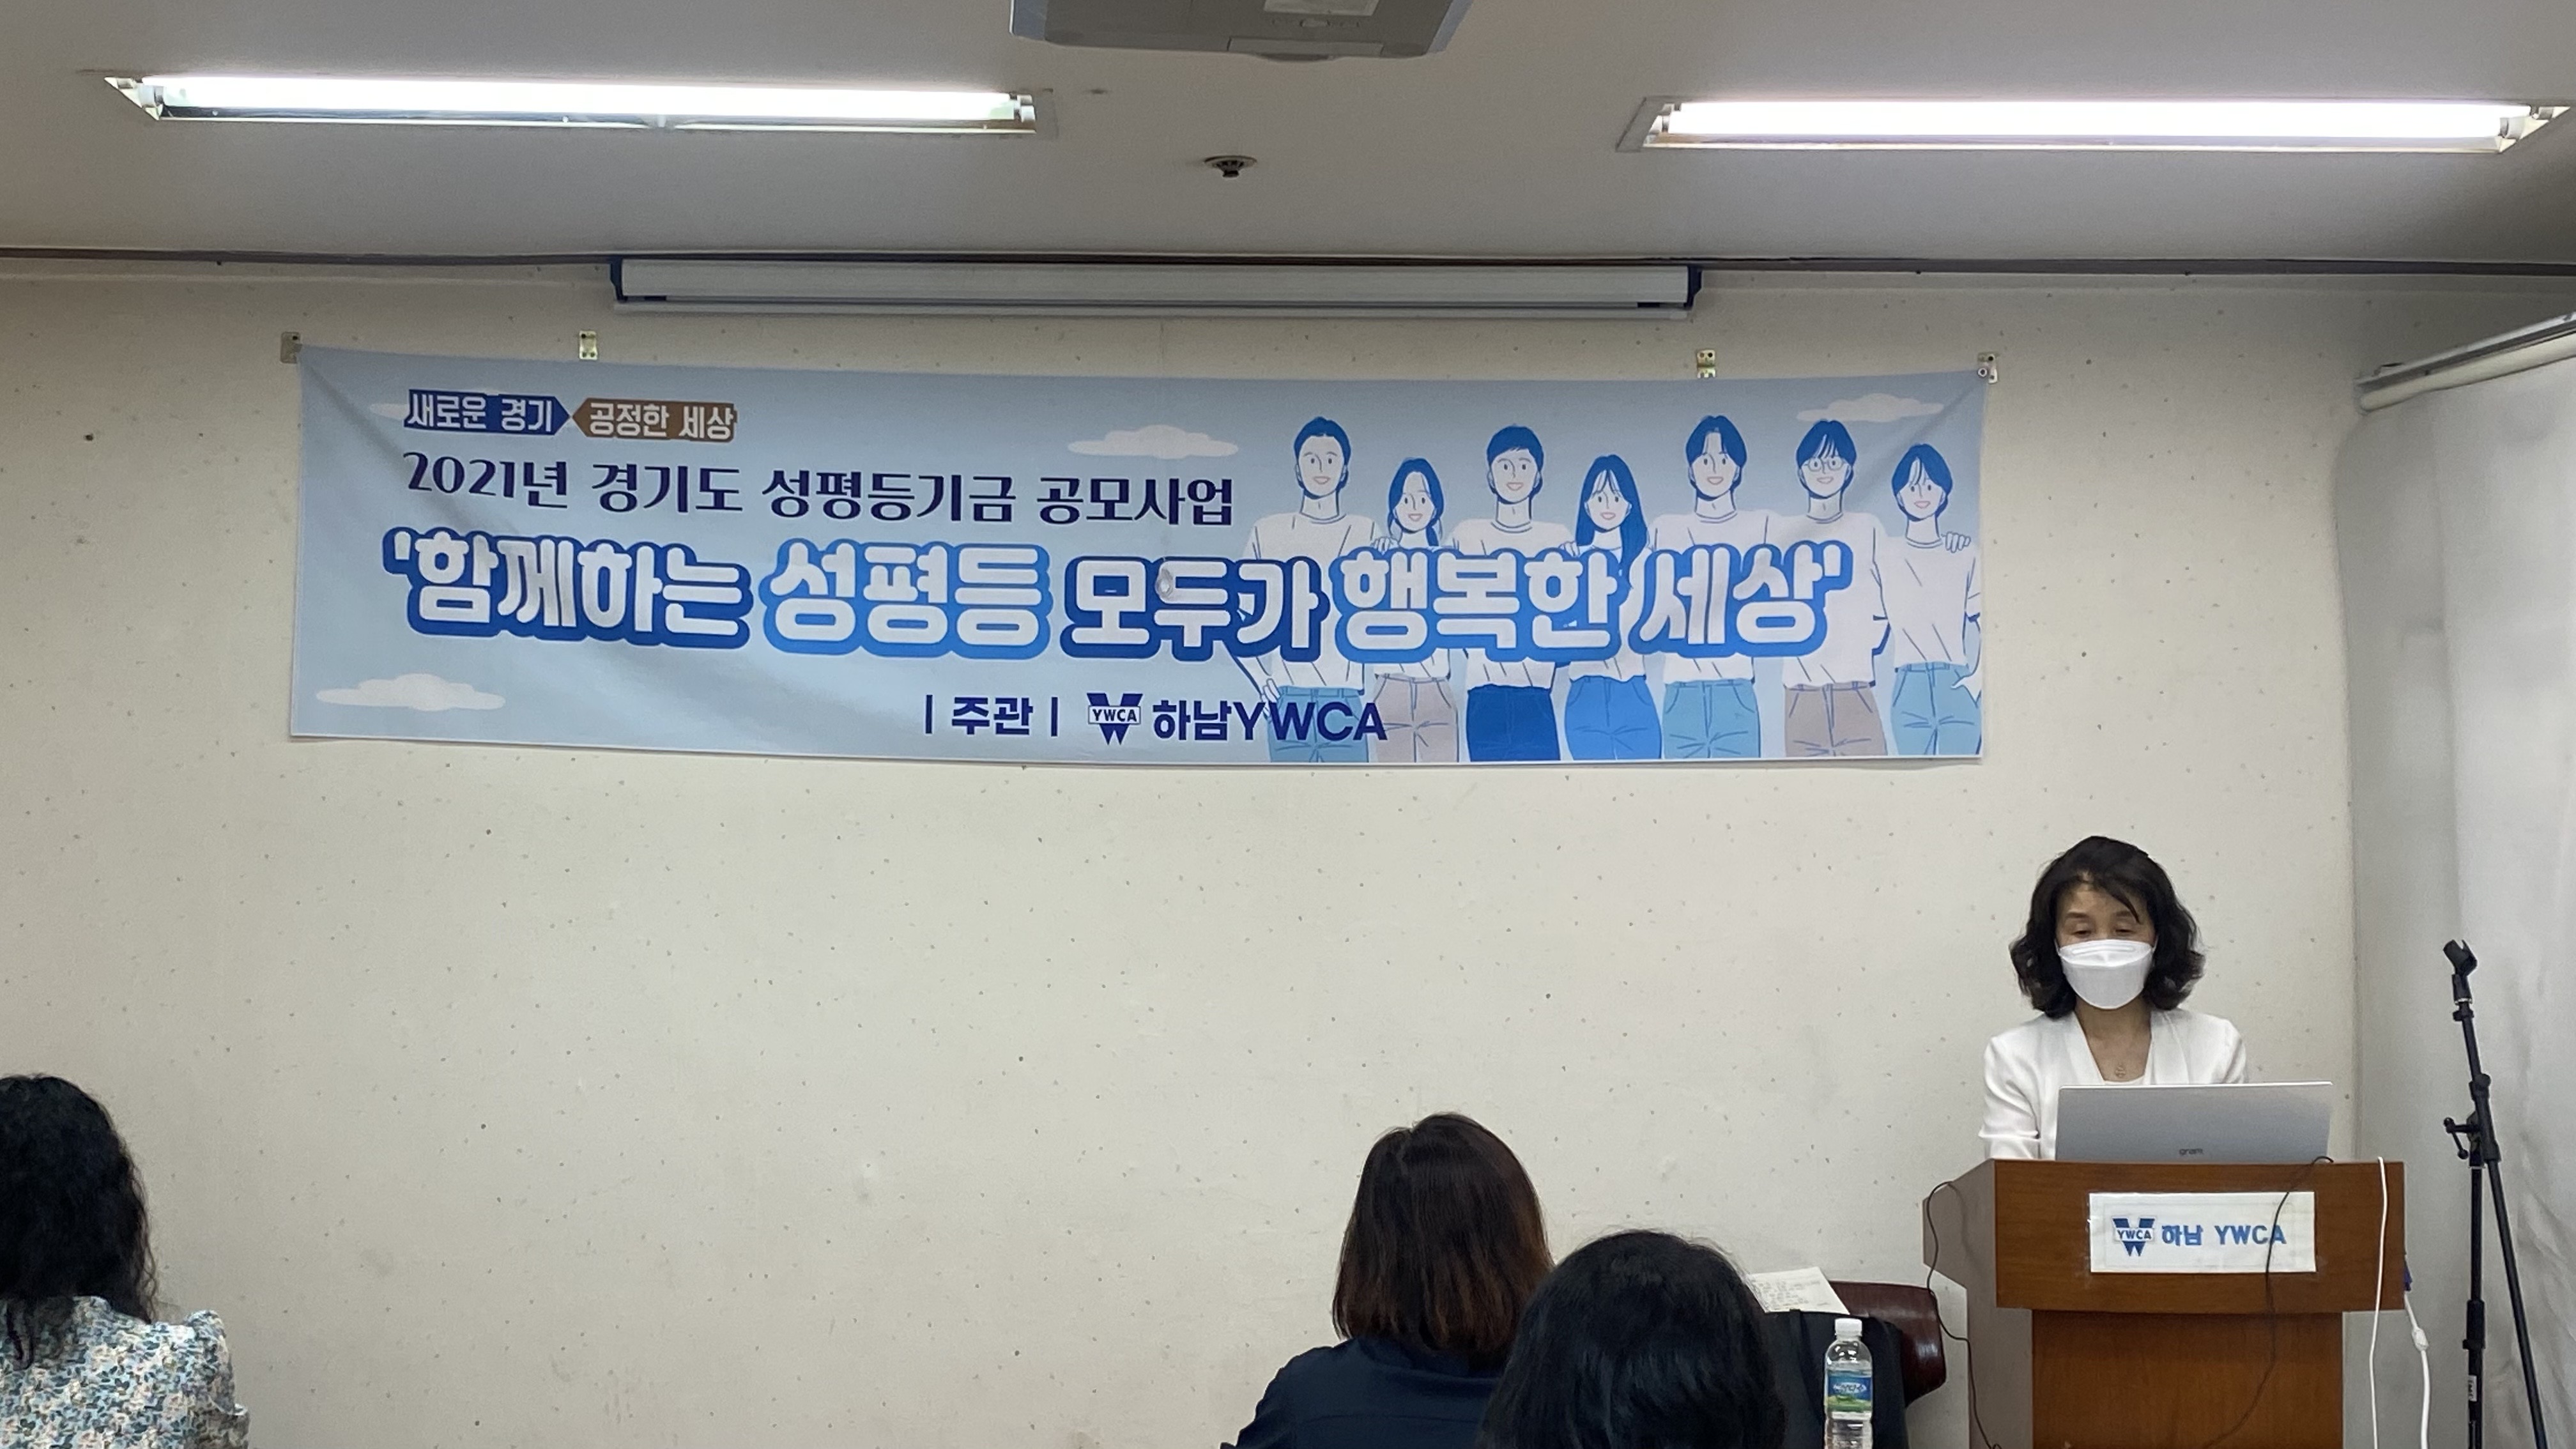 새로운 경기 공정한 세상
2021년 경기도 성평등기금 공모사업
'함께하는 성평등 모두가 행복한 세상'
| 주관 | YWCA 하남YWCA
gram
YWCA 하남 YWCA